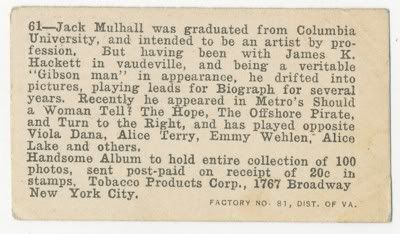 61—Jack Mulhall was graduated from Columbia
University, and intended to be an artist by pro-
fession. But having been with James K.
Hackett in vaudeville, and being a veritable
"Gibson man" in appearance, he drifted into
pictures, playing leads for Biograph for several
years. Recently he appeared in Metro's Should
a Woman Tell? The Hope, The Offshore Pirate,
and Turn to the Right, and has played opposite
Viola Dana, Alice Terry, Emmy Wehlen, Alice
Lake and others.
Handsome Album to hold entire collection of 100
photos, sent post-paid on receipt of 20c in
stamps, Tobacco Products Corp., 1767 Broadway
New York City.
FACTORY NO. 81, DIST. OF VA.